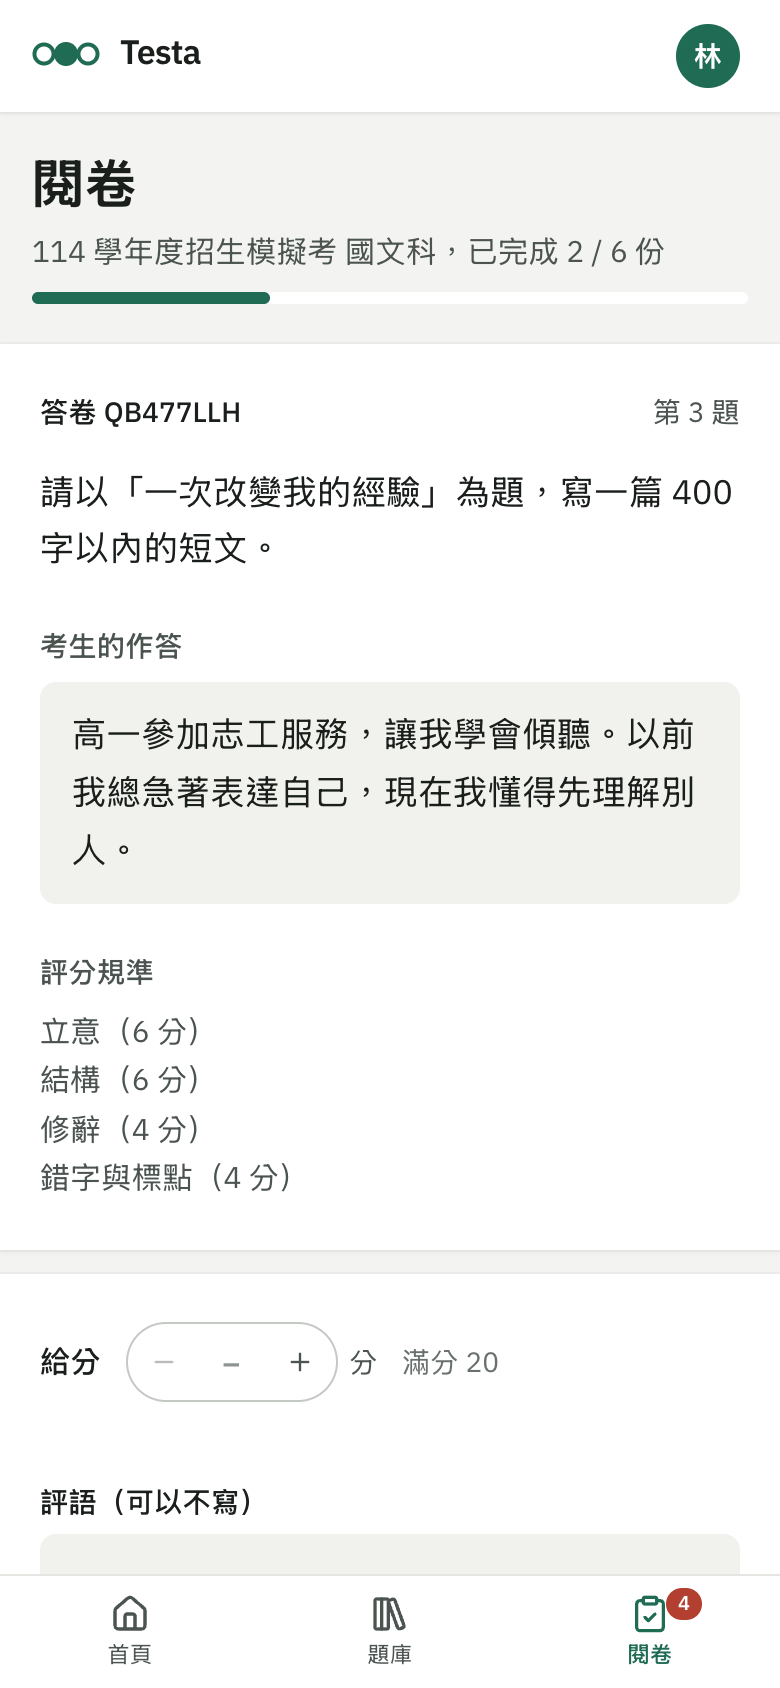 Testa
林
閱卷
114 學年度招生模擬考 國文科，已完成 2 / 6 份
答卷 QB477LLH
第 3 題
請以「一次改變我的經驗」為題，寫一篇 400
字以內的短文。
考生的作答
高一參加志工服務，讓我學會傾聽。以前
我總急著表達自己，現在我懂得先理解別
人。
評分規準
立意（6 分）
結構（6 分）
修辭（4 分）
錯字與標點（4 分）
給分 − – + 分 滿分 20
評語（可以不寫）
4
首頁 題庫 閱卷